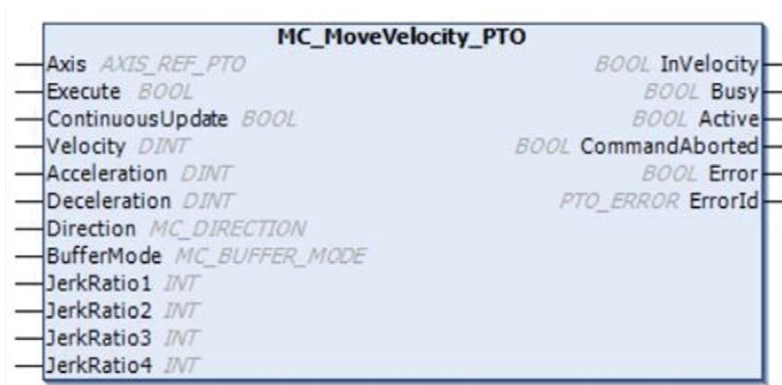 MC_MoveVelocity_PTO
Axis AXIS_REF_PTO BOOL InVelocity
Execute BOOL BOOL Busy
ContinuousUpdate BOOL BOOL Active
Velocity DINT BOOL CommandAborted
Acceleration DINT BOOL Error
Deceleration DINT PTO_ERROR ErrorId
Direction MC_DIRECTION
BufferMode MC_BUFFER_MODE
JerkRatio1 INT
JerkRatio2 INT
JerkRatio3 INT
JerkRatio4 INT